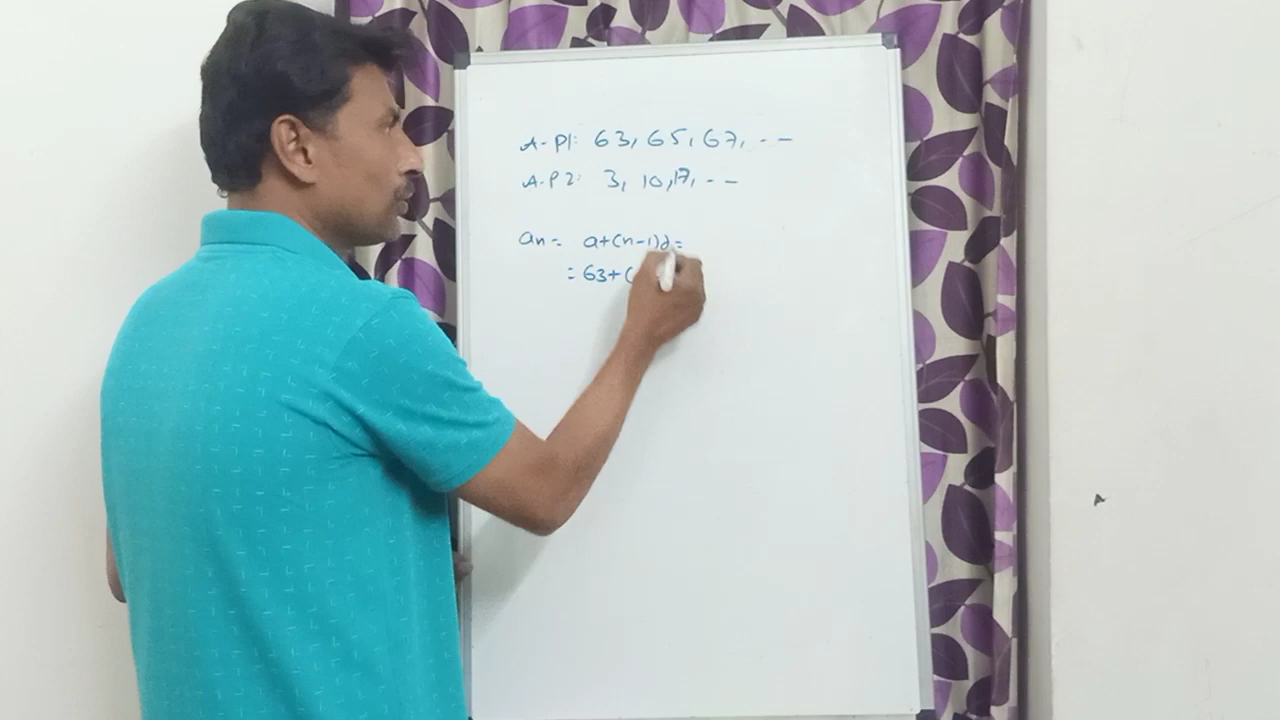 A-P1: 63, 65, 67, - -
A-P2: 3, 10, 17, - -
an = a+(n-1)d =
= 63+(